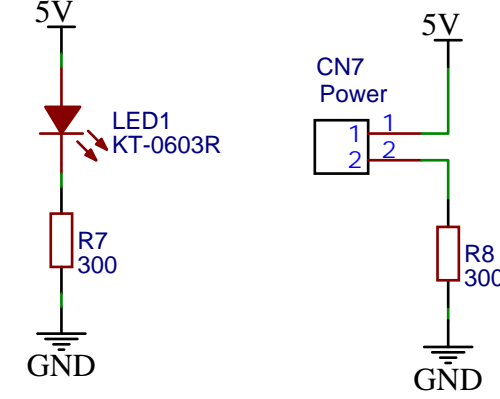 5V
LED1
KT-0603R
R7
300
GND
5V
CN7
Power
1 1
2 2
R8
300
GND